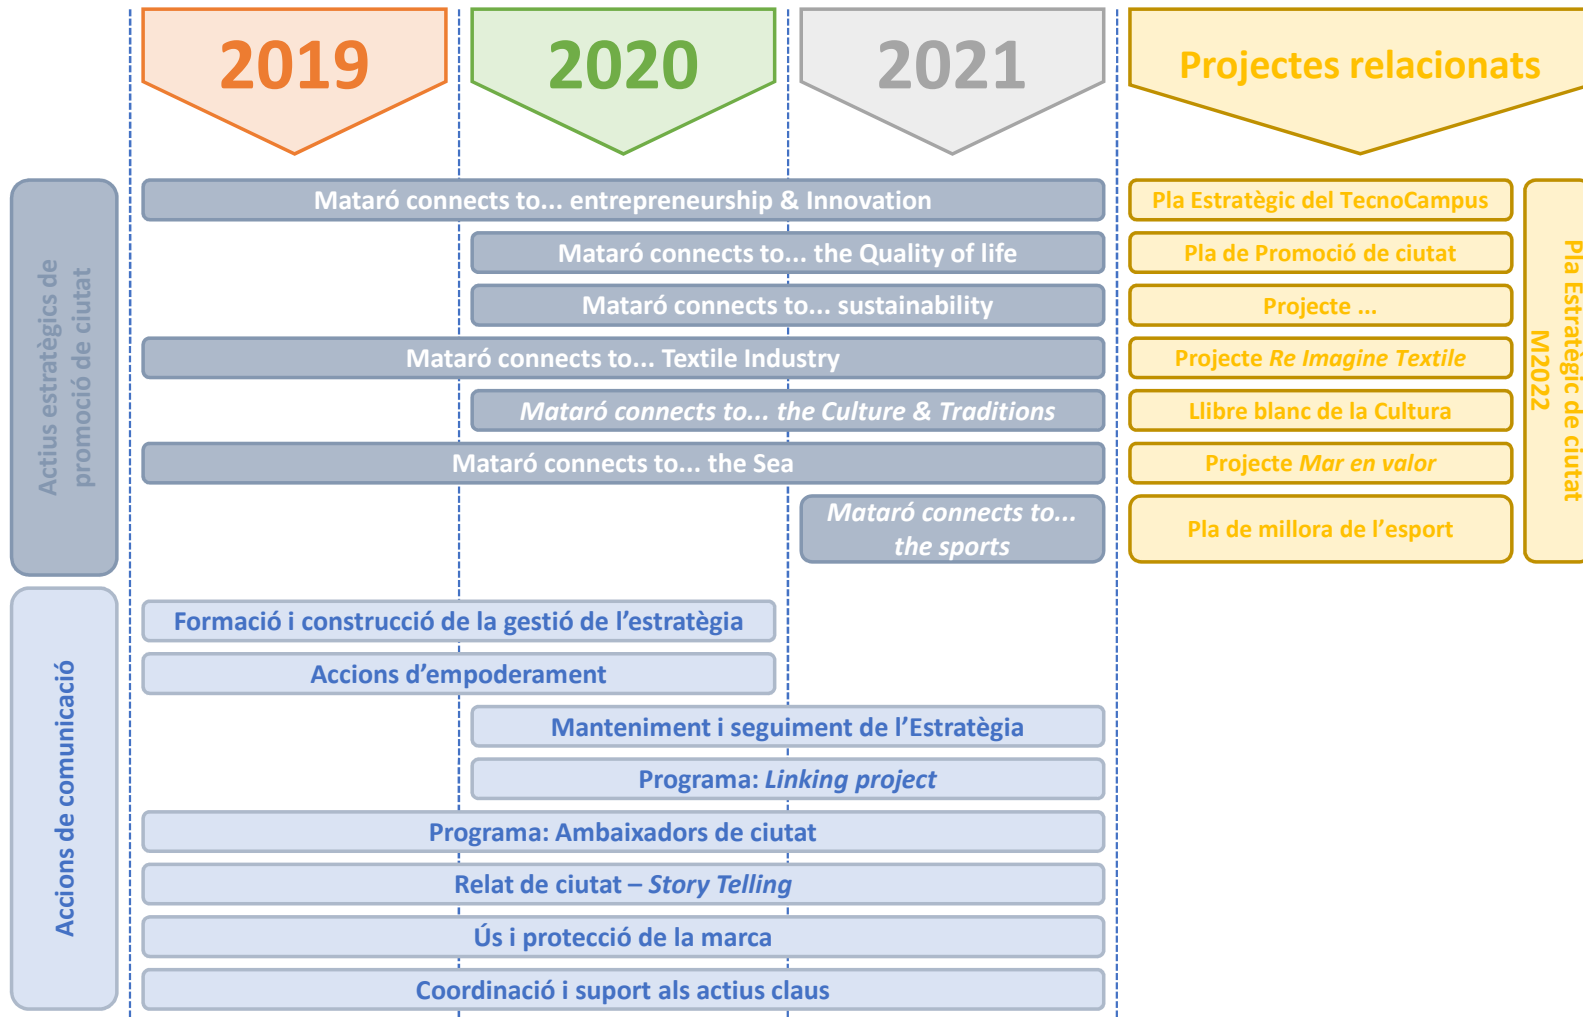 2019
2020
2021
Projectes relacionats
Actius estratègics de
promoció de ciutat
Mataró connects to... entrepreneurship & Innovation
Pla Estratègic del TecnoCampus
Mataró connects to... the Quality of life
Pla de Promoció de ciutat
Mataró connects to... sustainability
Projecte ...
Mataró connects to... Textile Industry
Projecte Re Imagine Textile
Mataró connects to... the Culture & Traditions
Llibre blanc de la Cultura
Mataró connects to... the Sea
Projecte Mar en valor
Mataró connects to...
the sports
Pla de millora de l’esport
Pla Estratègic de ciutat
M2022
Accions de comunicació
Formació i construcció de la gestió de l’estratègia
Accions d’empoderament
Manteniment i seguiment de l’Estratègia
Programa: Linking project
Programa: Ambaixadors de ciutat
Relat de ciutat – Story Telling
Ús i protecció de la marca
Coordinació i suport als actius claus